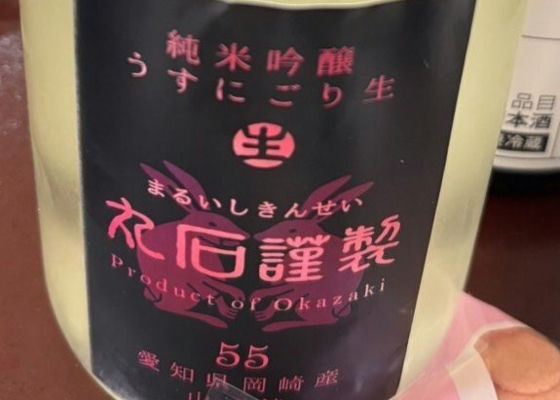 純米吟醸
うすにごり生
生
まるいしきんせい
丸石謹製
Product of Okazaki
55
愛知県岡崎産
品目
本酒
冷蔵